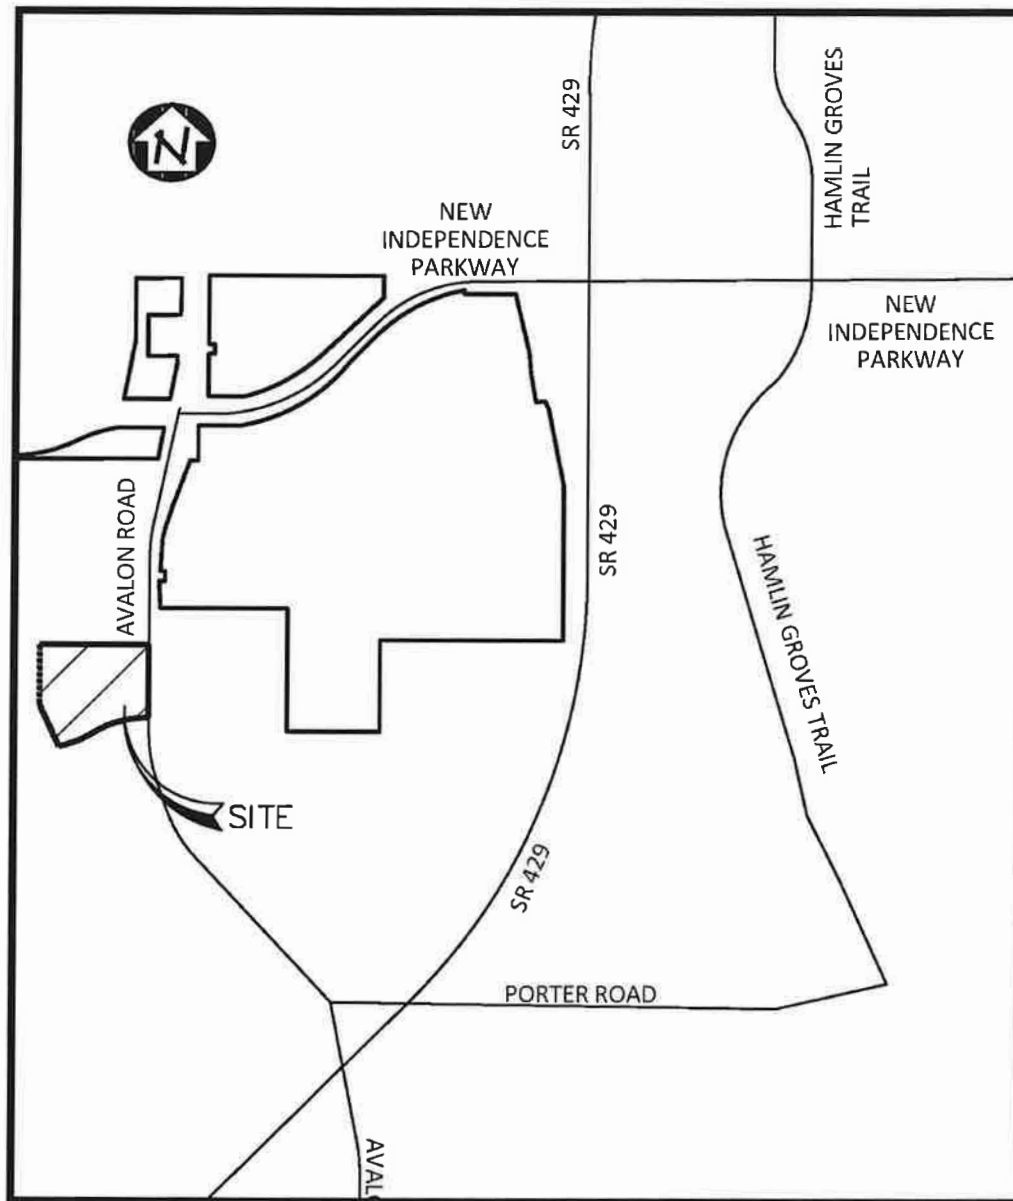 SR 429
HAMLIN GROVES
TRAIL
N
NEW
INDEPENDENCE
PARKWAY
NEW
INDEPENDENCE
PARKWAY
AVALON ROAD
SR 429
HAMLIN GROVES TRAIL
SITE
SR 429
PORTER ROAD
AVAL